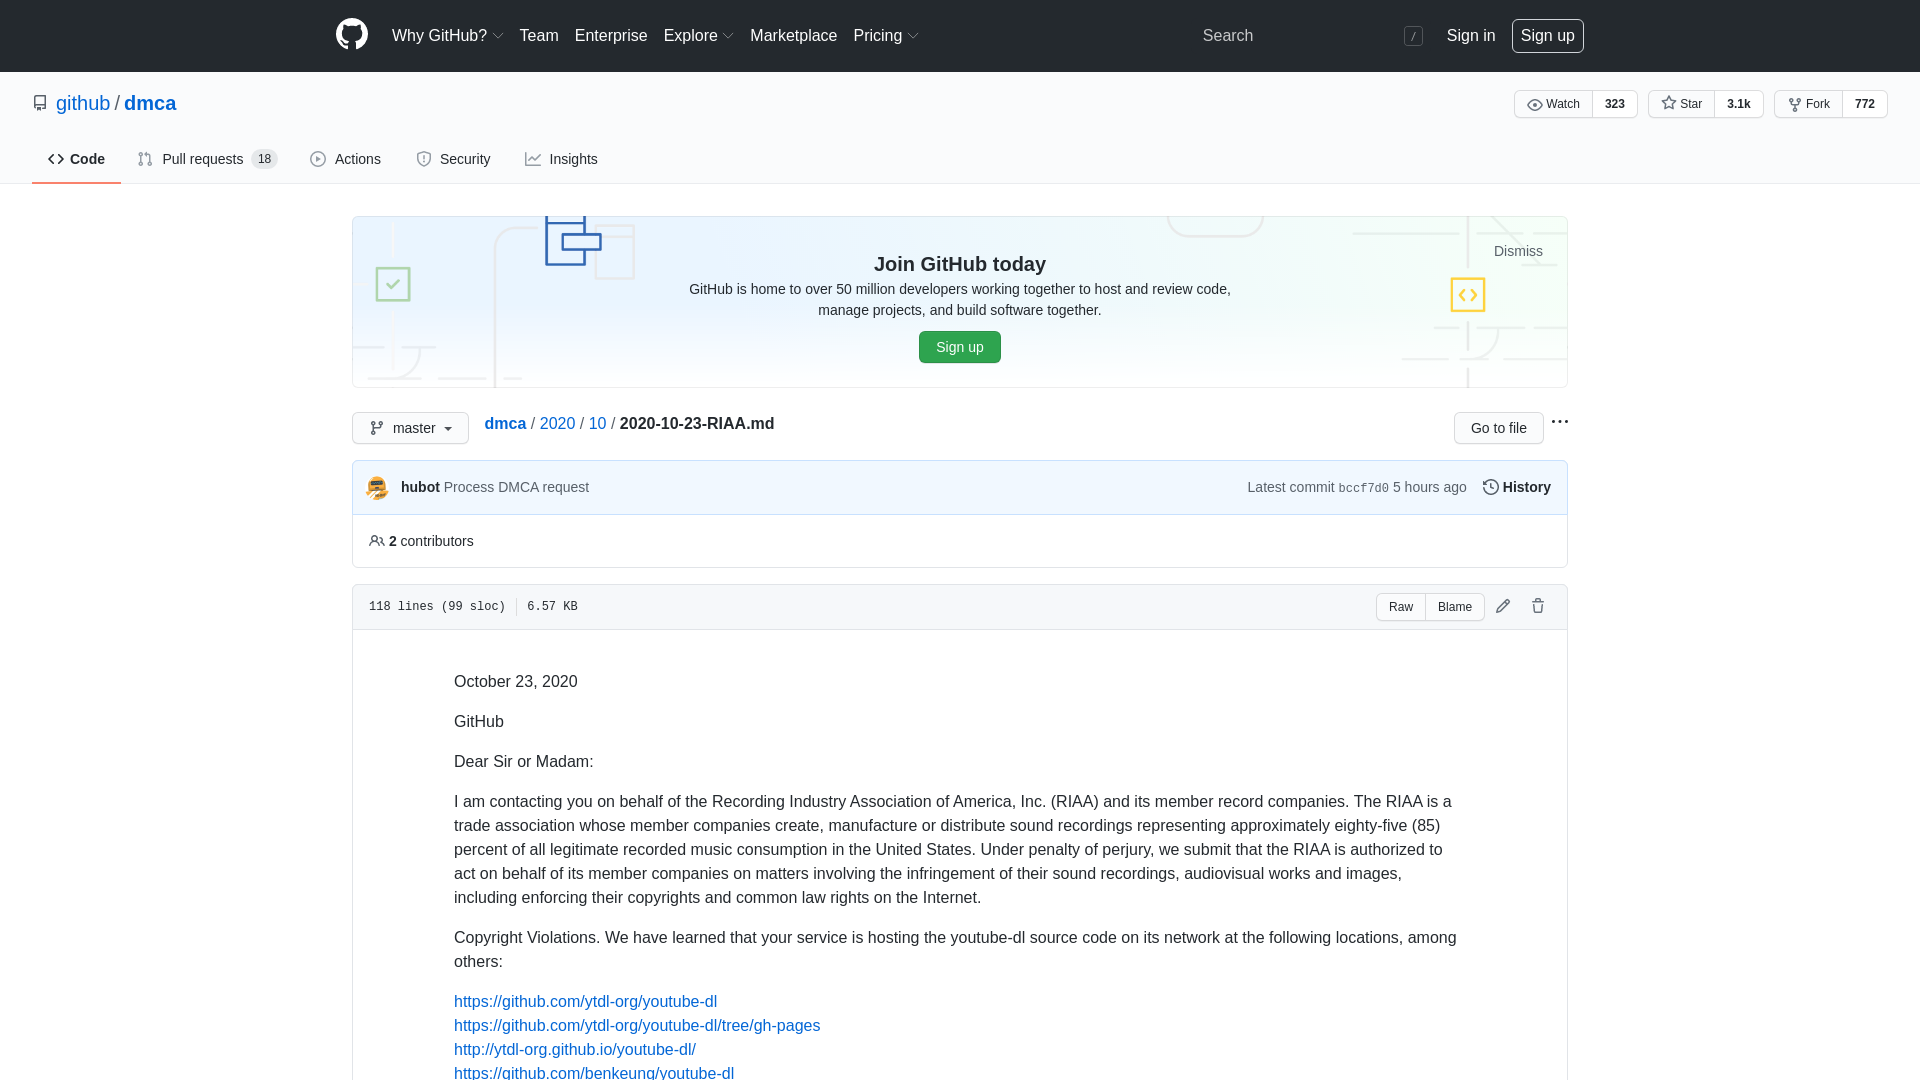 Why GitHub? Team Enterprise Explore Marketplace Pricing Search / Sign in Sign up
github / dmca Watch 323 Star 3.1k Fork 772
Code Pull requests 18 Actions Security Insights
Dismiss
Join GitHub today
GitHub is home to over 50 million developers working together to host and review code,
manage projects, and build software together.
Sign up
master dmca / 2020 / 10 / 2020-10-23-RIAA.md Go to file
hubot Process DMCA request Latest commit bccf7d0 5 hours ago History
2 contributors
118 lines (99 sloc) 6.57 KB Raw Blame
October 23, 2020
GitHub
Dear Sir or Madam:
I am contacting you on behalf of the Recording Industry Association of America, Inc. (RIAA) and its member record companies. The RIAA is a
trade association whose member companies create, manufacture or distribute sound recordings representing approximately eighty-five (85)
percent of all legitimate recorded music consumption in the United States. Under penalty of perjury, we submit that the RIAA is authorized to
act on behalf of its member companies on matters involving the infringement of their sound recordings, audiovisual works and images,
including enforcing their copyrights and common law rights on the Internet.
Copyright Violations. We have learned that your service is hosting the youtube-dl source code on its network at the following locations, among
others:
https://github.com/ytdl-org/youtube-dl
https://github.com/ytdl-org/youtube-dl/tree/gh-pages
http://ytdl-org.github.io/youtube-dl/
https://github.com/benkeung/youtube-dl